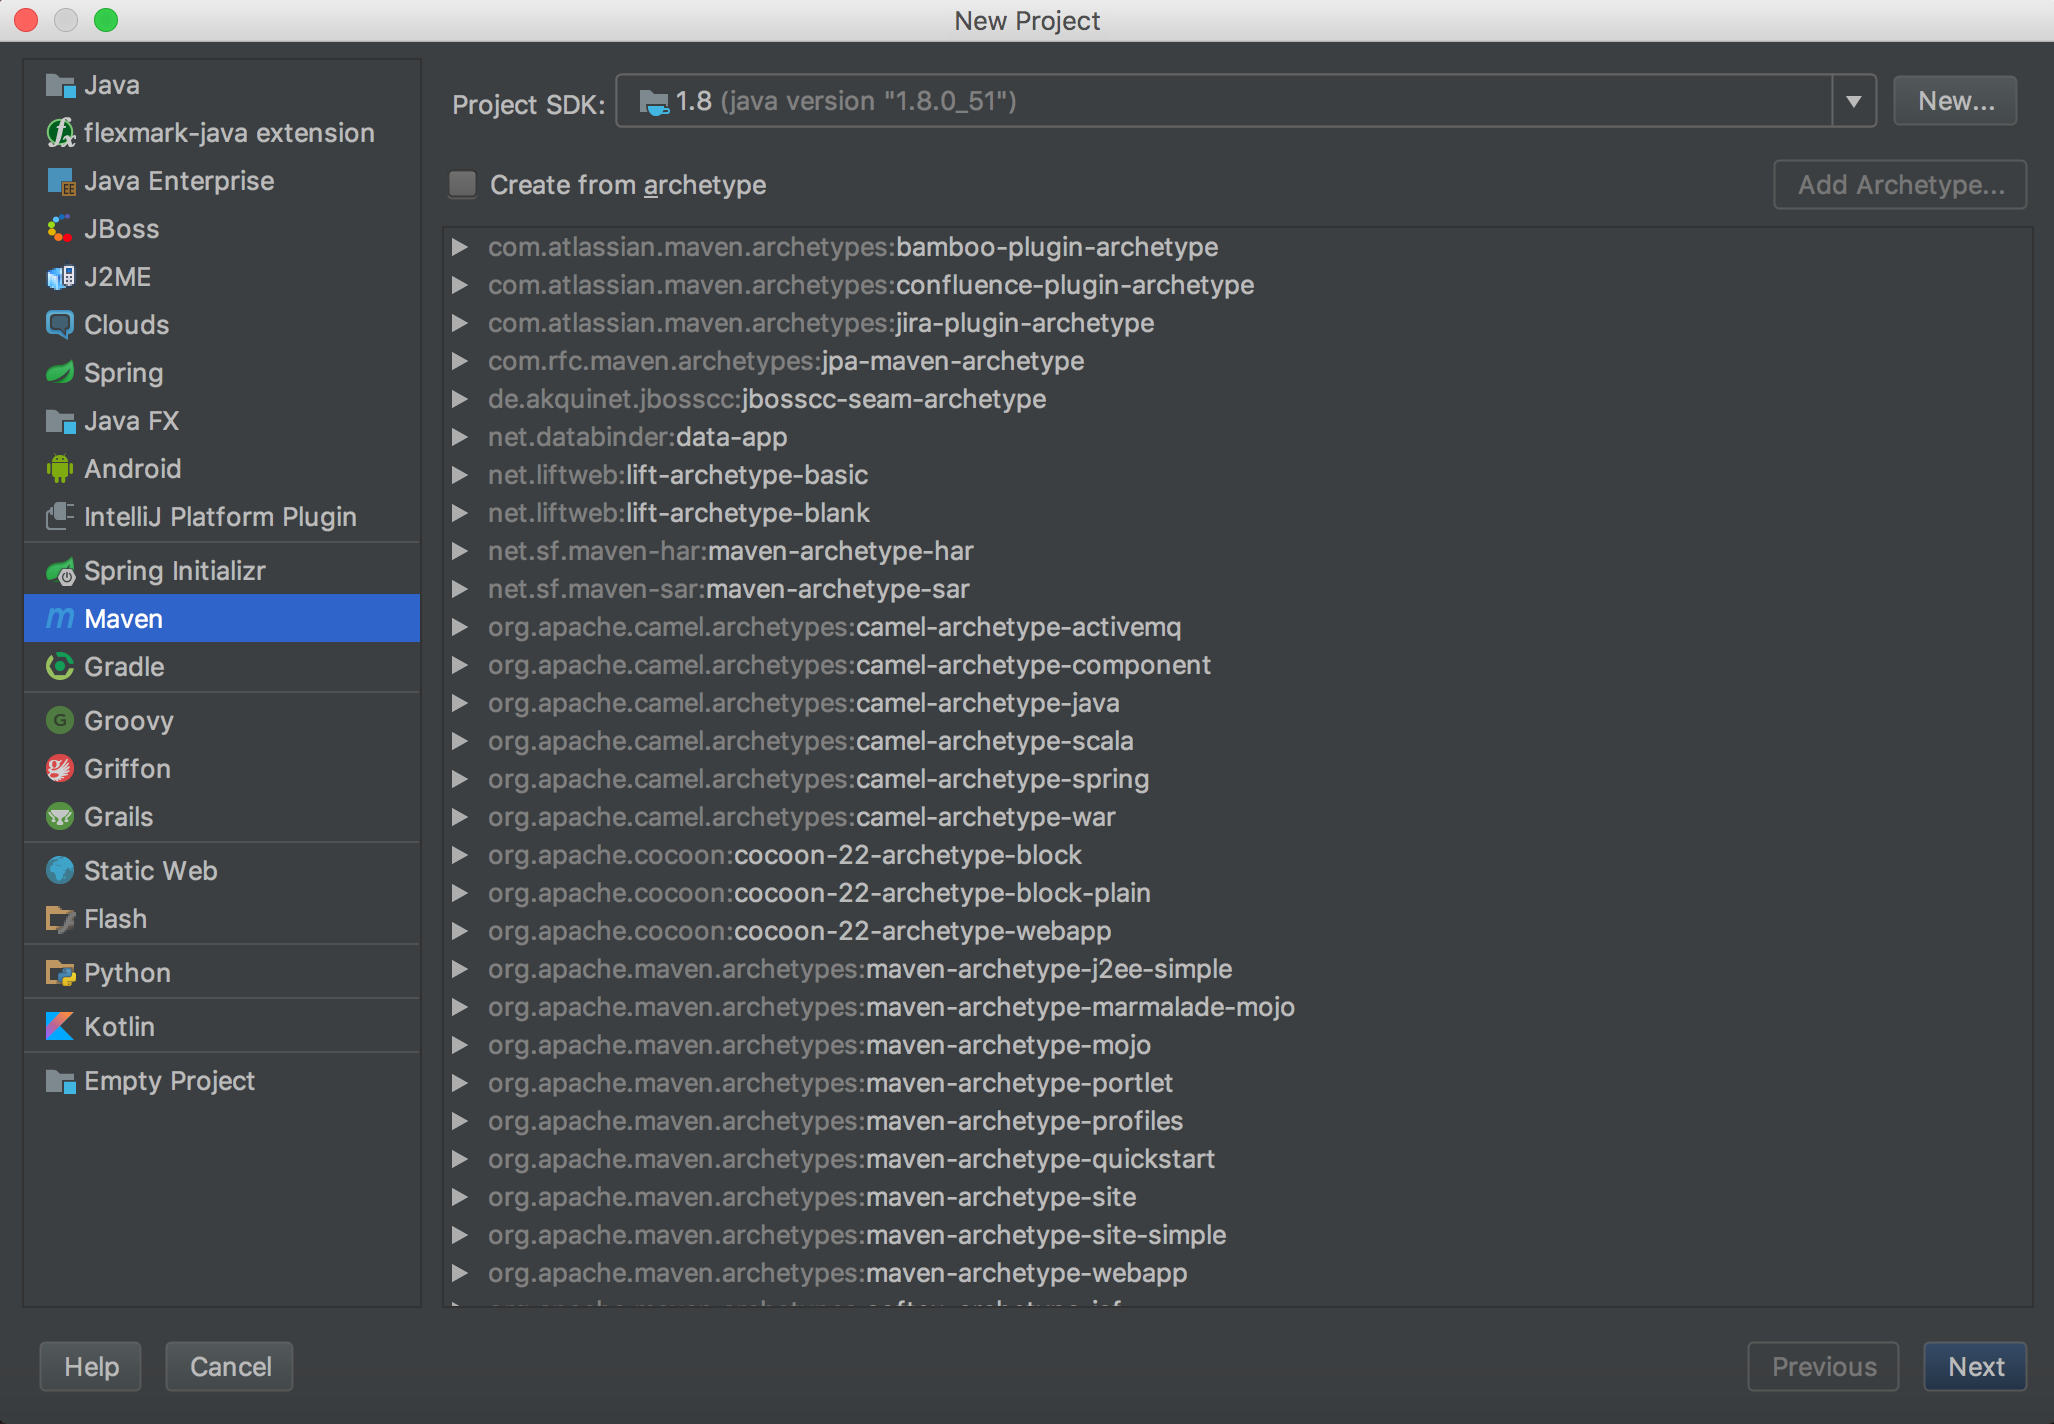 New Project
Java
flexmark-java extension
Java Enterprise
JBoss
J2ME
Clouds
Spring
Java FX
Android
IntelliJ Platform Plugin
Spring Initializr
Maven
Gradle
Groovy
Griffon
Grails
Static Web
Flash
Python
Kotlin
Empty Project
Project SDK: 1.8 (java version "1.8.0_51") New...
Create from archetype Add Archetype...
com.atlassian.maven.archetypes:bamboo-plugin-archetype
com.atlassian.maven.archetypes:confluence-plugin-archetype
com.atlassian.maven.archetypes:jira-plugin-archetype
com.rfc.maven.archetypes:jpa-maven-archetype
de.akquinet.jbosscc:jbosscc-seam-archetype
net.databinder:data-app
net.liftweb:lift-archetype-basic
net.liftweb:lift-archetype-blank
net.sf.maven-har:maven-archetype-har
net.sf.maven-sar:maven-archetype-sar
org.apache.camel.archetypes:camel-archetype-activemq
org.apache.camel.archetypes:camel-archetype-component
org.apache.camel.archetypes:camel-archetype-java
org.apache.camel.archetypes:camel-archetype-scala
org.apache.camel.archetypes:camel-archetype-spring
org.apache.camel.archetypes:camel-archetype-war
org.apache.cocoon:cocoon-22-archetype-block
org.apache.cocoon:cocoon-22-archetype-block-plain
org.apache.cocoon:cocoon-22-archetype-webapp
org.apache.maven.archetypes:maven-archetype-j2ee-simple
org.apache.maven.archetypes:maven-archetype-marmalade-mojo
org.apache.maven.archetypes:maven-archetype-mojo
org.apache.maven.archetypes:maven-archetype-portlet
org.apache.maven.archetypes:maven-archetype-profiles
org.apache.maven.archetypes:maven-archetype-quickstart
org.apache.maven.archetypes:maven-archetype-site
org.apache.maven.archetypes:maven-archetype-site-simple
org.apache.maven.archetypes:maven-archetype-webapp
Help Cancel Previous Next